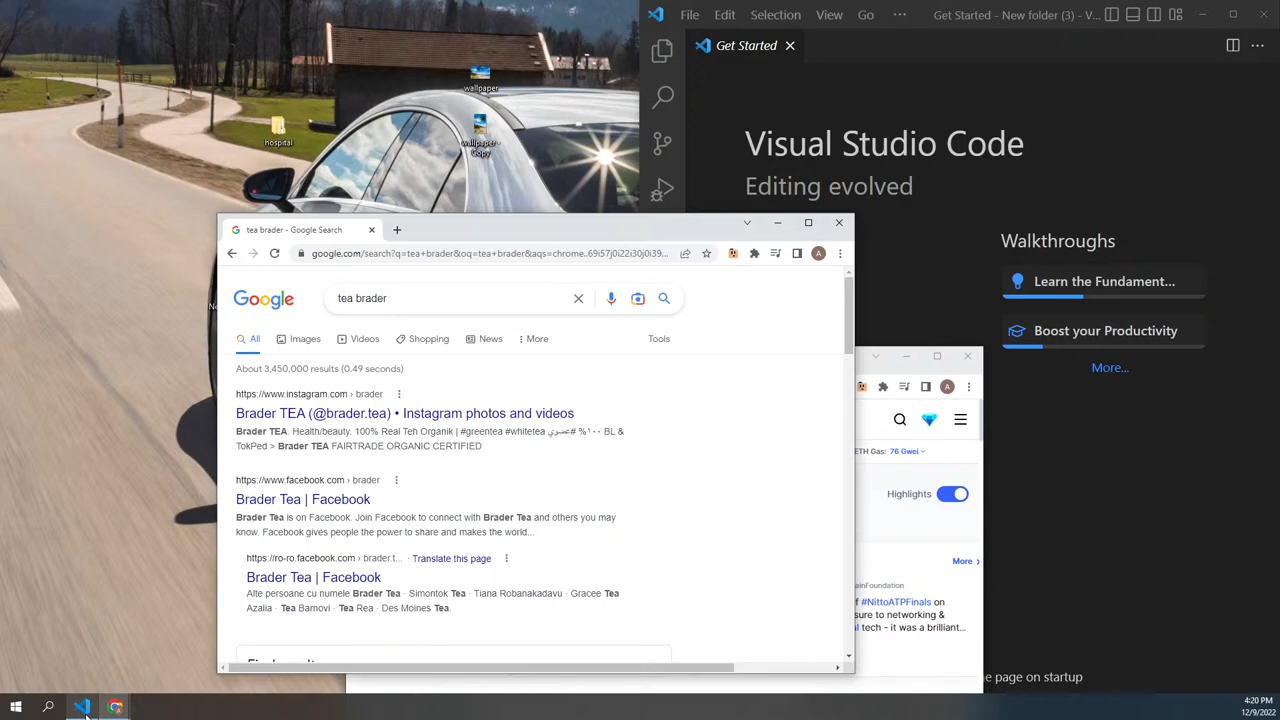 File Edit Selection View Go ··· Get Started - New folder (3) - V...
Get Started
wallpaper
hospital
wallpaper - Copy
Visual Studio Code
Editing evolved
Walkthroughs
Learn the Fundament...
Boost your Productivity
More...
tea brader - Google Search
google.com/search?q=tea+brader&oq=tea+brader&aqs=chrome..69i57j0i22i30j0i39...
A
Google
tea brader
All Images Videos Shopping News More Tools
About 3,450,000 results (0.49 seconds)
https://www.instagram.com › brader
Brader TEA (@brader.tea) • Instagram photos and videos
Brader TEA. Health/beauty. 100% Real Teh Organik | #greentea #whitetea #عضوي ١٠٠% BL &
TokPed > Brader TEA FAIRTRADE ORGANIC CERTIFIED
https://www.facebook.com › brader
Brader Tea | Facebook
Brader Tea is on Facebook. Join Facebook to connect with Brader Tea and others you may
know. Facebook gives people the power to share and makes the world...
https://ro-ro.facebook.com › brader.t... · Translate this page
Brader Tea | Facebook
Alte persoane cu numele Brader Tea · Simontok Tea · Tiana Robanakadavu · Gracee Tea
Azalia · Tea Barnovi · Tea Rea · Des Moines Tea.
A
ETH Gas: 76 Gwei
Highlights
More ›
ainFoundation
f #NittoATPFinals on
sure to networking &
l tech - it was a brilliant...
e page on startup
4:20 PM
12/9/2022